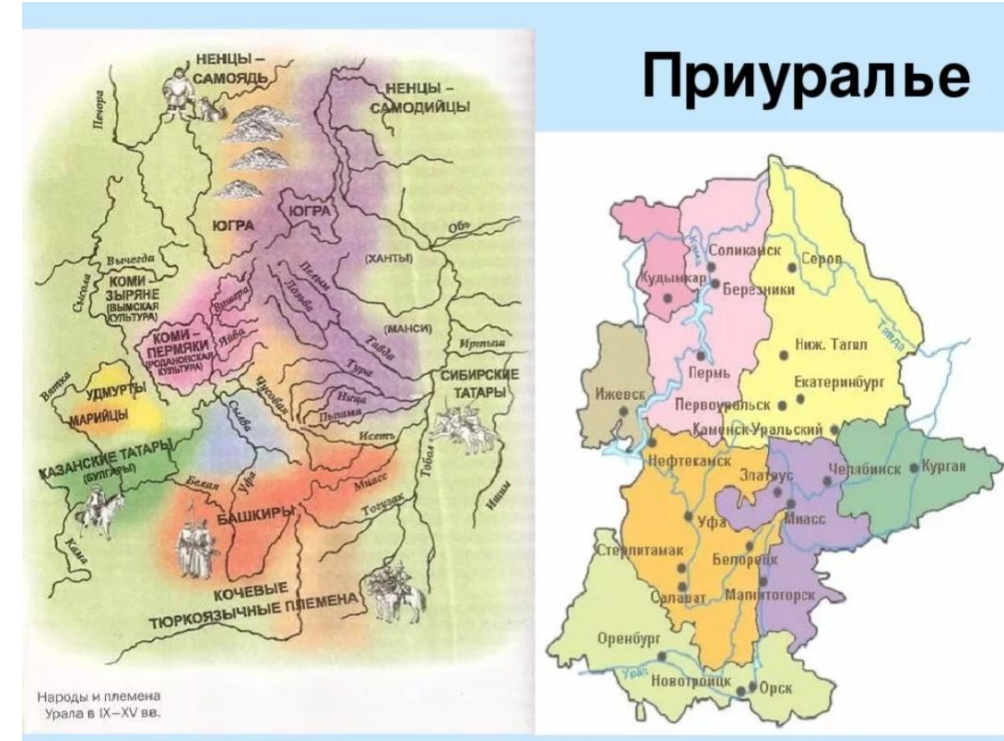 Приуралье
НЕНЦЫ –
САМОЯДЬ
НЕНЦЫ –
САМОДИЙЦЫ
Печора
ЮГРА
ЮГРА
Обь
(ХАНТЫ)
Вычегда
Сысола
КОМИ –
ЗЫРЯНЕ
(ВЫМСКАЯ
КУЛЬТУРА)
Вишера
Пелым
Лозьва
КОМИ –
ПЕРМЯКИ
(РОДАНОВСКАЯ
КУЛЬТУРА)
Яйва
(МАНСИ)
Тавда
Иртыш
Тура
СИБИРСКИЕ
ТАТАРЫ
Вятка
УДМУРТЫ
МАРИЙЦЫ
Чусовая
Ница
Пышма
Сылва
Исеть
КАЗАНСКИЕ ТАТАРЫ
(БУЛГАРЫ)
Белая
Уфа
Миасс
Тобол
Ишим
БАШКИРЫ
Тогузак
Кама
КОЧЕВЫЕ
ТЮРКОЯЗЫЧНЫЕ ПЛЕМЕНА
Народы и племена
Урала в IX–XV вв.
Кама
Соликамск
Серов
Кудымкар
Березники
Тавда
Ниж. Тагил
Пермь
Екатеринбург
Ижевск
Первоуральск
Каменск-Уральский
Нефтекамск
Златоус
Челябинск
Курган
Уфа
Миасс
Стерлитамак
Белорецк
Салават
Магнитогорск
Оренбург
Урал
Новотроицк
Орск